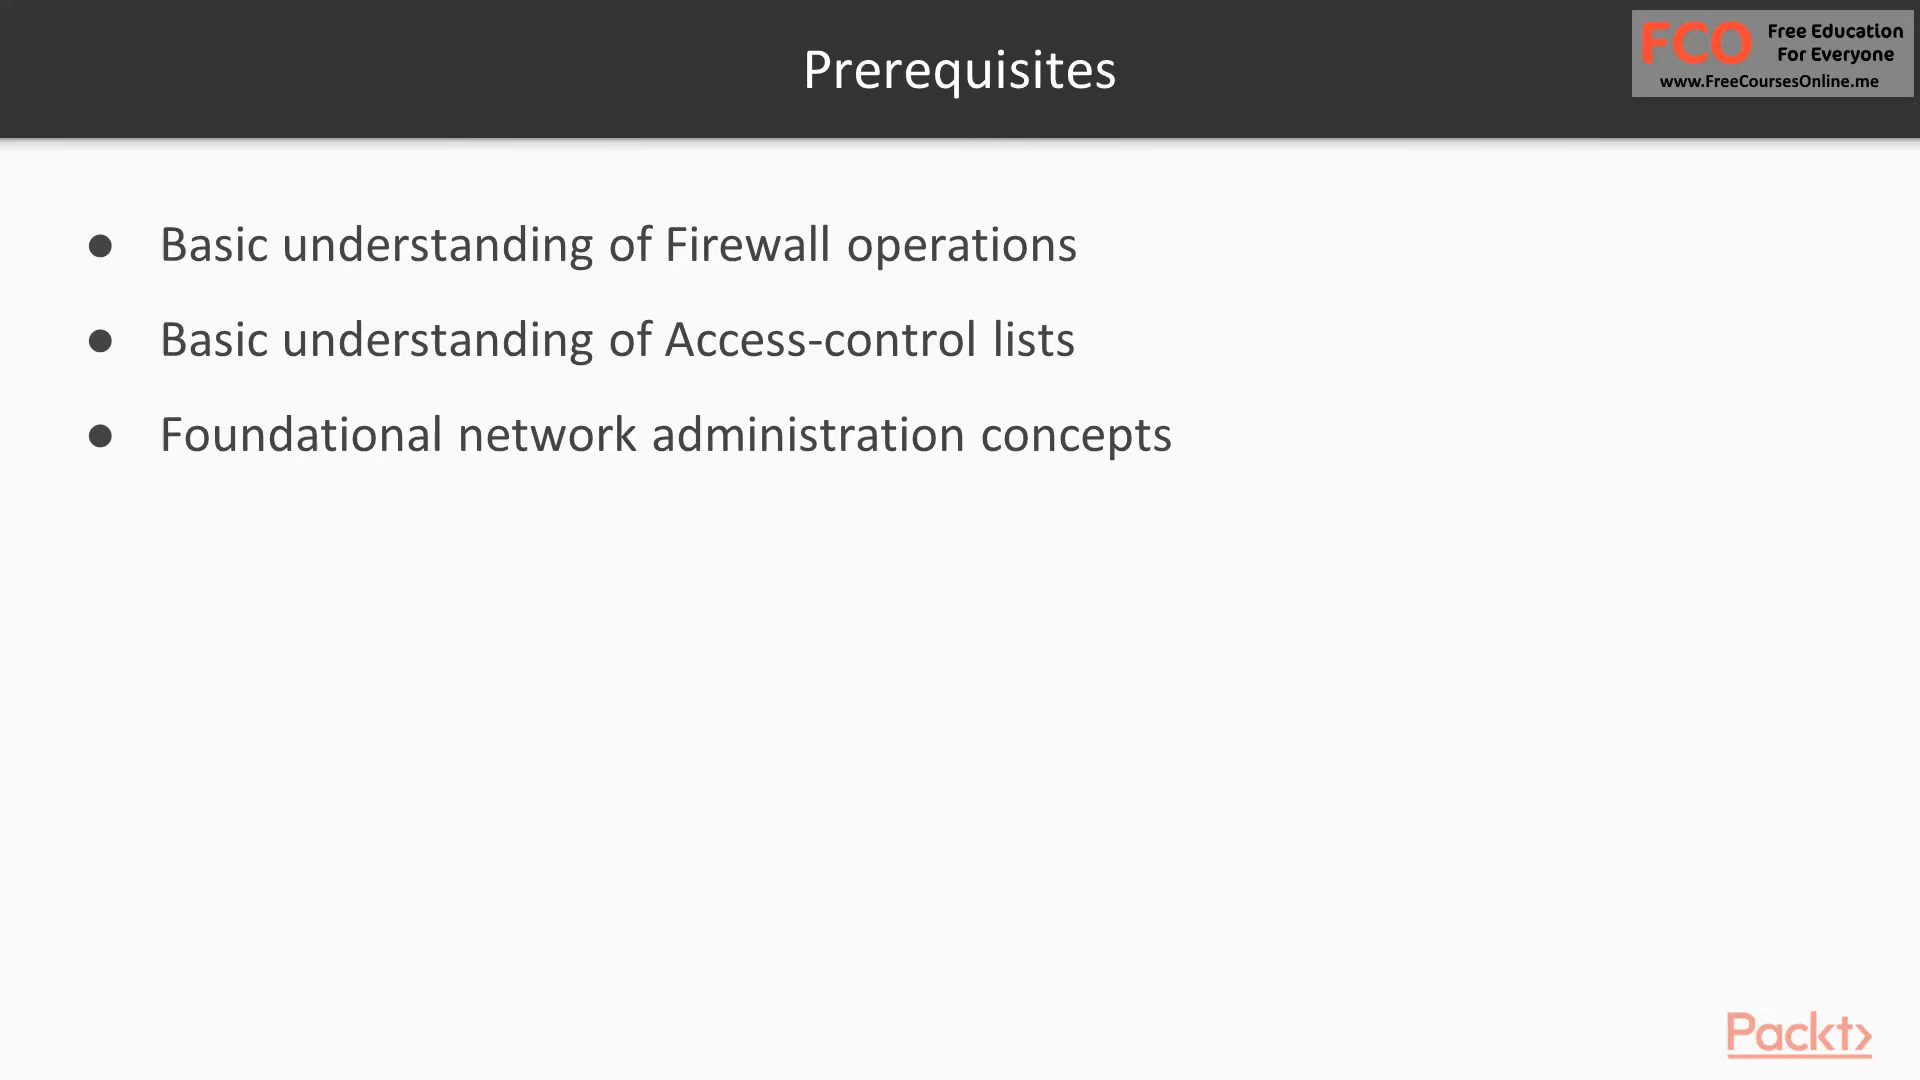 Prerequisites
FCO
Free Education
For Everyone
www.FreeCoursesOnline.me
● Basic understanding of Firewall operations
● Basic understanding of Access-control lists
● Foundational network administration concepts
Packt>